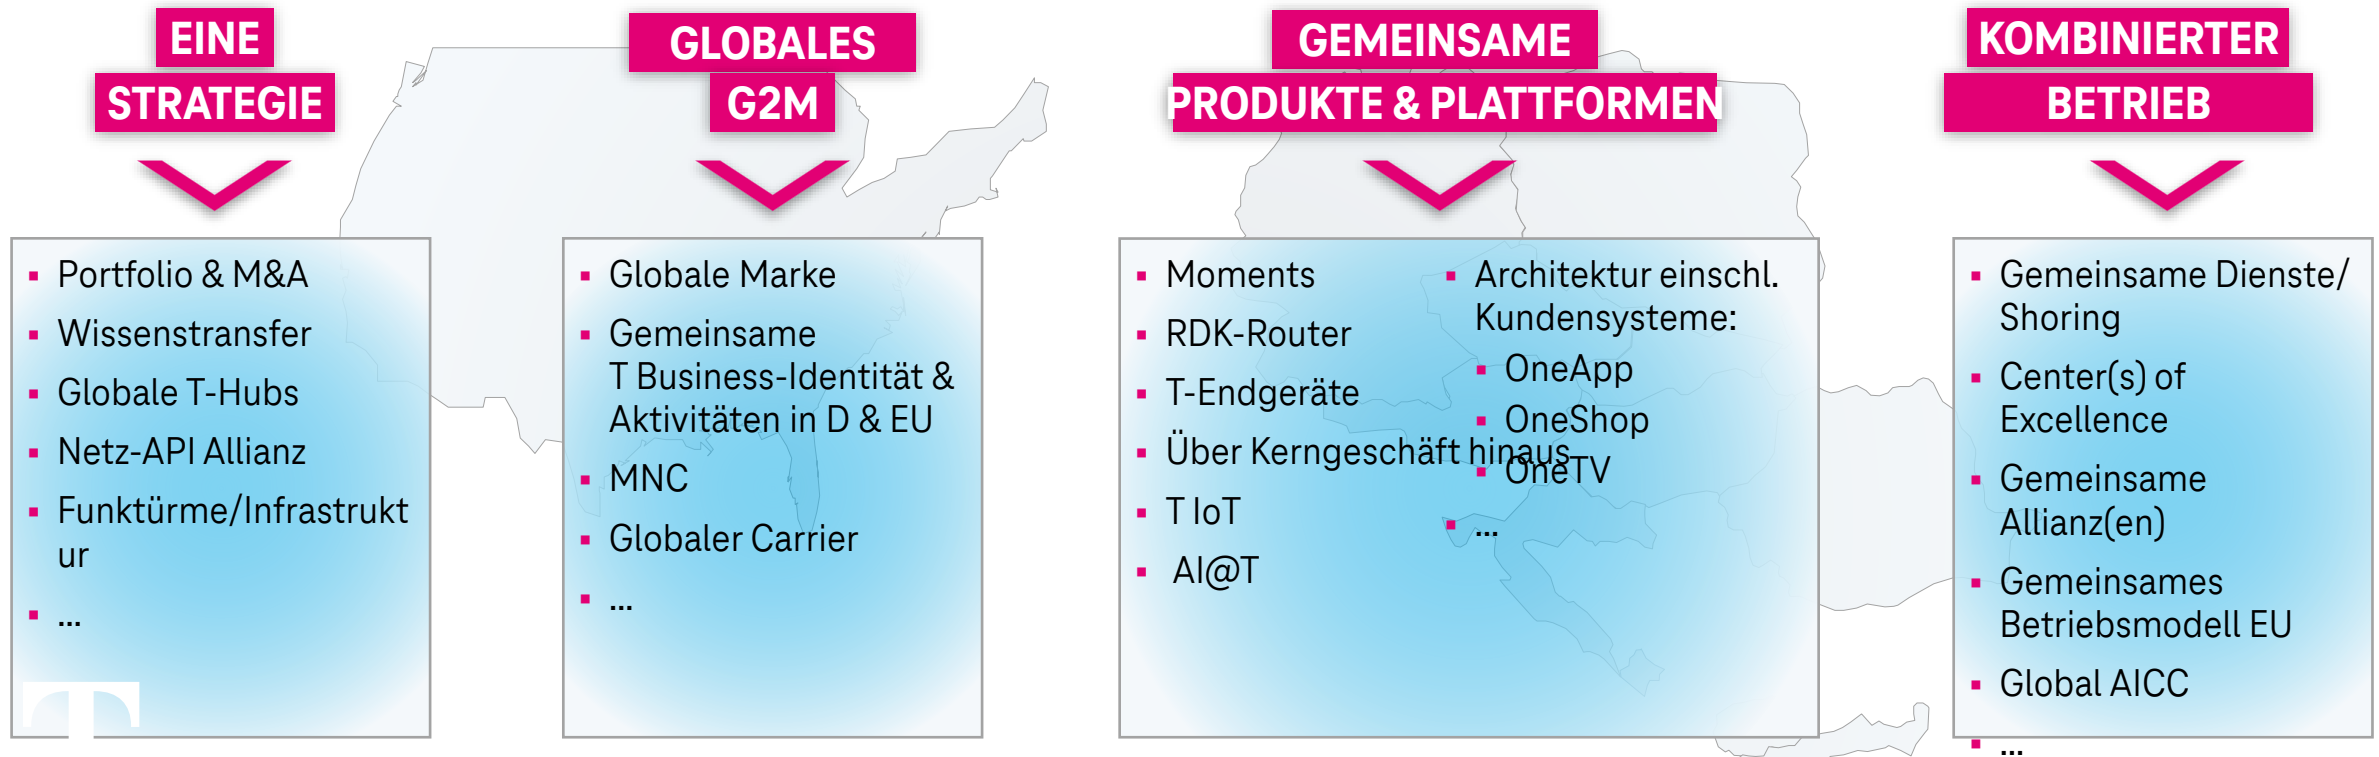 EINE
STRATEGIE
Portfolio & M&A
Wissenstransfer
Globale T-Hubs
Netz-API Allianz
Funktürme/Infrastrukt
ur
...
T
GLOBALES
G2M
Globale Marke
Gemeinsame
T Business-Identität &
Aktivitäten in D & EU
MNC
Globaler Carrier
...
GEMEINSAME
PRODUKTE & PLATTFORMEN
Moments
RDK-Router
T-Endgeräte
Über Kerngeschäft hinaus
T IoT
AI@T
Architektur einschl.
Kundensysteme:
OneApp
OneShop
OneTV
...
KOMBINIERTER
BETRIEB
Gemeinsame Dienste/
Shoring
Center(s) of
Excellence
Gemeinsame
Allianz(en)
Gemeinsames
Betriebsmodell EU
Global AICC
...